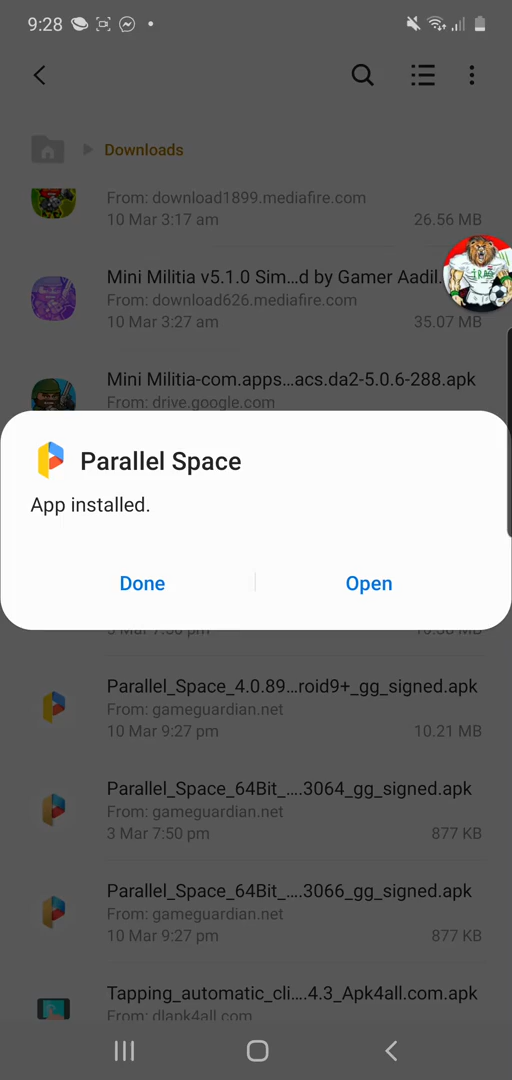 9:28
Downloads
From: download1899.mediafire.com
10 Mar 3:17 am 26.56 MB
Mini Militia v5.1.0 Sim...d by Gamer Aadil.
From: download626.mediafire.com
10 Mar 3:27 am 35.07 MB
Mini Militia-com.apps...acs.da2-5.0.6-288.apk
From: drive.google.com
Parallel Space
App installed.
Done Open
Parallel_Space_4.0.89...roid9+_gg_signed.apk
From: gameguardian.net
10 Mar 9:27 pm 10.21 MB
Parallel_Space_64Bit_....3064_gg_signed.apk
From: gameguardian.net
3 Mar 7:50 pm 877 KB
Parallel_Space_64Bit_....3066_gg_signed.apk
From: gameguardian.net
10 Mar 9:27 pm 877 KB
Tapping_automatic_cli....4.3_Apk4all.com.apk
From: dlapk4all.com